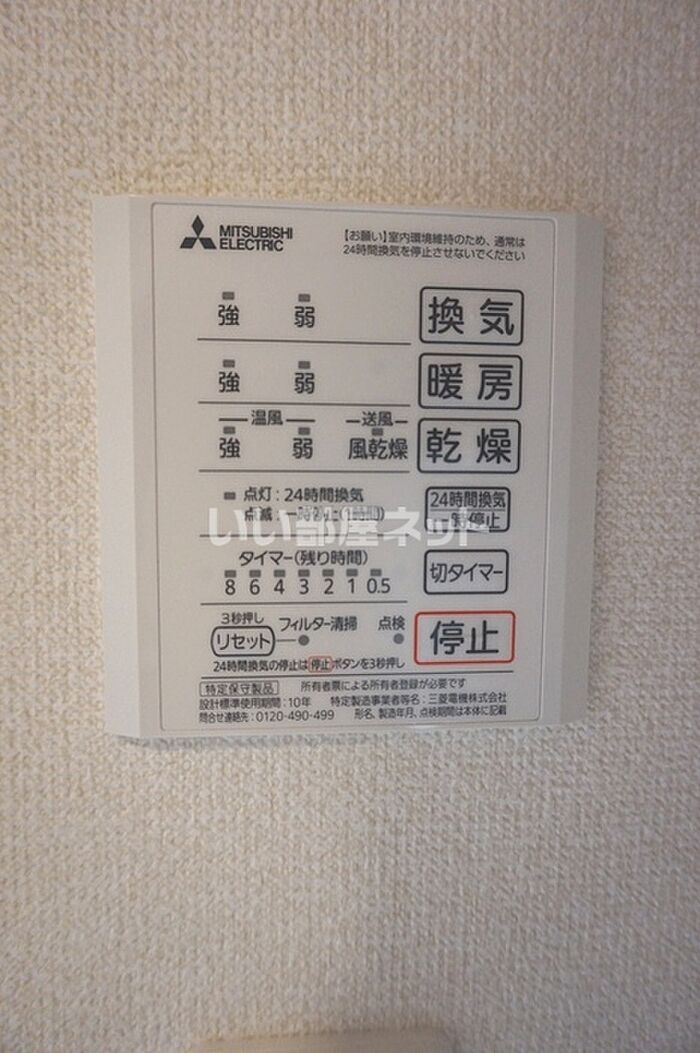 MITSUBISHI
ELECTRIC
【お願い】室内環境維持のため、通常は
24時間換気を停止させないでください
強 弱 換気
強 弱 暖房
温風 送風
強 弱 風乾燥 乾燥
点灯：24時間換気
点滅：一時停止(1時間)
24時間換気
一時停止
いい部屋ネット
タイマー(残り時間)
8 6 4 3 2 1 0.5
切タイマー
3秒押し
リセット フィルター清掃 点検
停止
24時間換気の停止は停止ボタンを3秒押し
特定保守製品 所有者票による所有者登録が必要です
設計標準使用期間：10年 特定製造事業者等名：三菱電機株式会社
問合せ連絡先：0120-490-499 形名、製造年月、点検期間は本体に記載